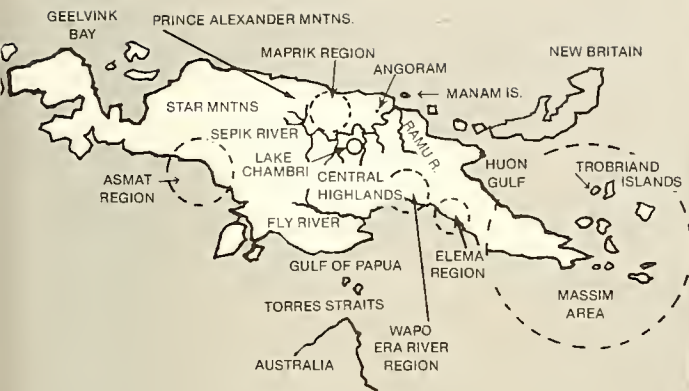 GEELVINK
BAY
PRINCE ALEXANDER MNTNS.
MAPRIK REGION
ANGORAM
NEW BRITAIN
MANAM IS.
STAR MNTNS
SEPIK RIVER
RAMU R.
LAKE
CHAMBRI
HUON
GULF
TROBRIAND
ISLANDS
ASMAT
REGION
CENTRAL
HIGHLANDS
FLY RIVER
GULF OF PAPUA
ELEMA
REGION
MASSIM
AREA
TORRES STRAITS
WAPO
ERA RIVER
REGION
AUSTRALIA